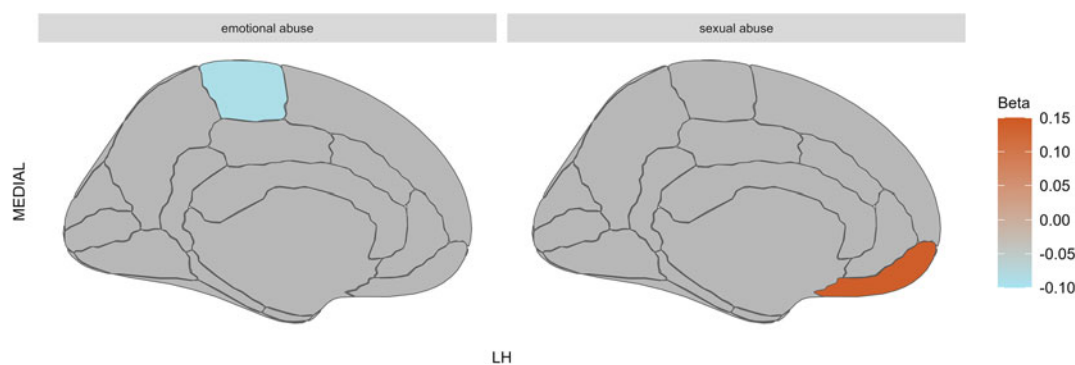 emotional abuse
sexual abuse
MEDIAL
Beta
0.15
0.10
0.05
0.00
-0.05
-0.10
LH